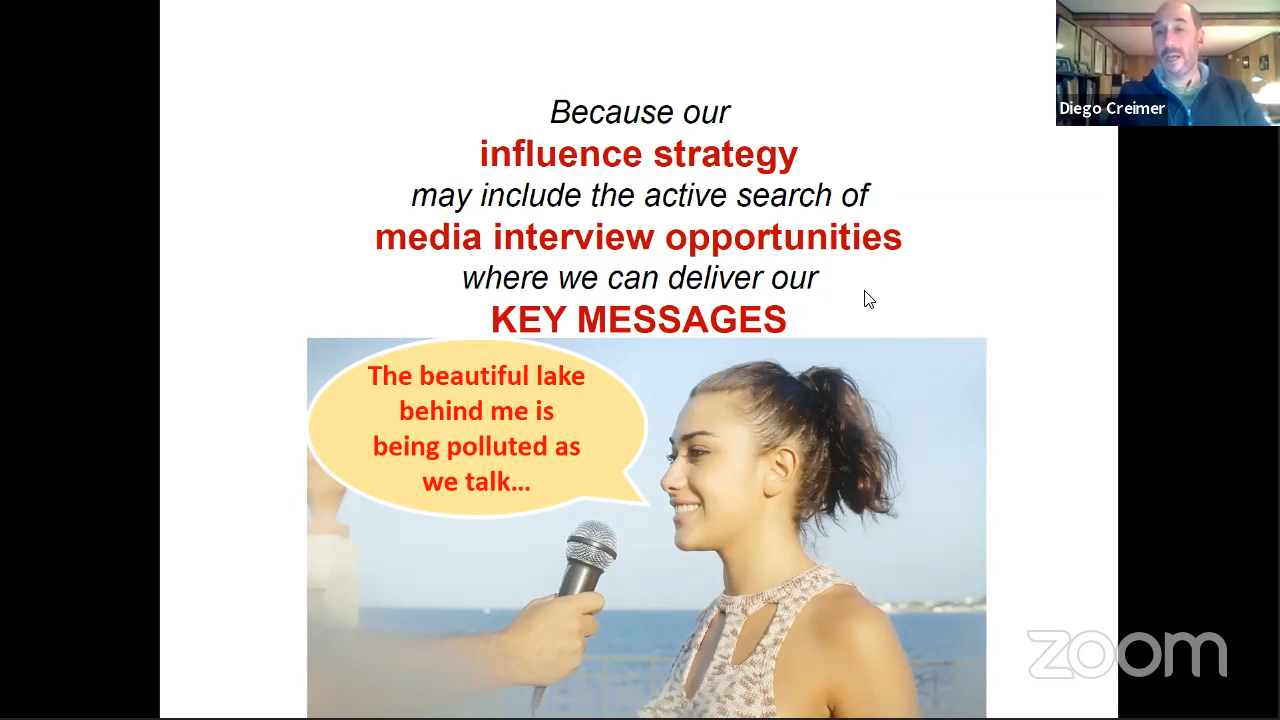 Because our
influence strategy
may include the active search of
media interview opportunities
where we can deliver our
KEY MESSAGES
The beautiful lake
behind me is
being polluted as
we talk...
Diego Creimer
zoom